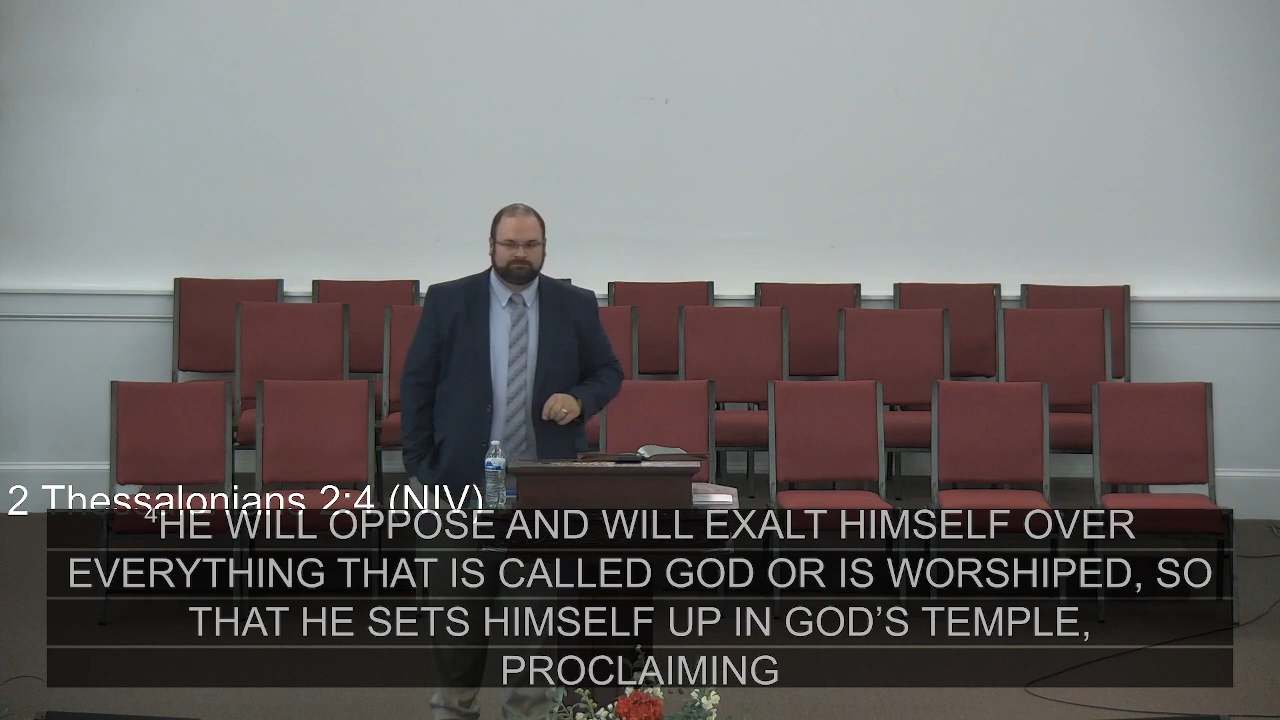 2 Thessalonians 2:4 (NIV)
⁴HE WILL OPPOSE AND WILL EXALT HIMSELF OVER
EVERYTHING THAT IS CALLED GOD OR IS WORSHIPED, SO
THAT HE SETS HIMSELF UP IN GOD’S TEMPLE,
PROCLAIMING